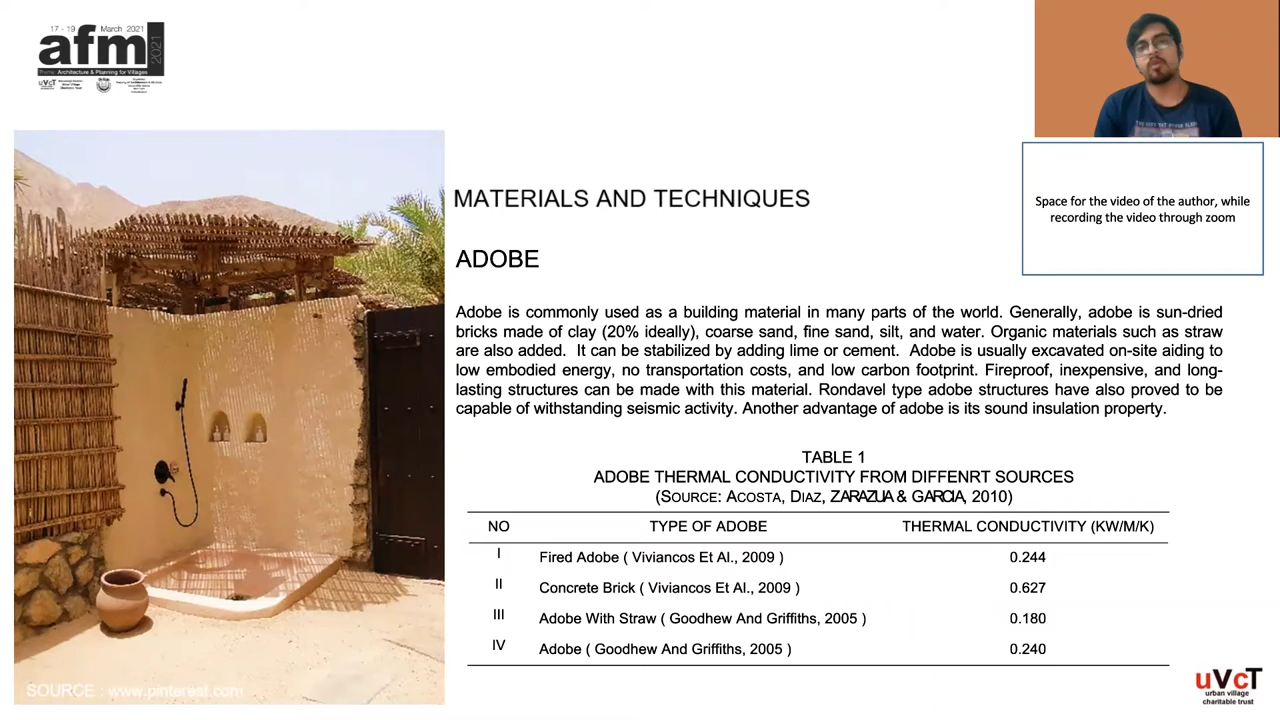 17 - 19 March 2021
afm
2021
Theme: Architecture & Planning for Villages
uVcT
MATERIALS AND TECHNIQUES
ADOBE
Adobe is commonly used as a building material in many parts of the world. Generally, adobe is sun-dried
bricks made of clay (20% ideally), coarse sand, fine sand, silt, and water. Organic materials such as straw
are also added. It can be stabilized by adding lime or cement. Adobe is usually excavated on-site aiding to
low embodied energy, no transportation costs, and low carbon footprint. Fireproof, inexpensive, and long-
lasting structures can be made with this material. Rondavel type adobe structures have also proved to be
capable of withstanding seismic activity. Another advantage of adobe is its sound insulation property.
TABLE 1
ADOBE THERMAL CONDUCTIVITY FROM DIFFENRT SOURCES
(SOURCE: ACOSTA, DIAZ, ZARAZUA & GARCIA, 2010)
NO TYPE OF ADOBE THERMAL CONDUCTIVITY (KW/M/K)
I Fired Adobe ( Viviancos Et Al., 2009 ) 0.244
II Concrete Brick ( Viviancos Et Al., 2009 ) 0.627
III Adobe With Straw ( Goodhew And Griffiths, 2005 ) 0.180
IV Adobe ( Goodhew And Griffiths, 2005 ) 0.240
Space for the video of the author, while
recording the video through zoom
SOURCE : www.pinterest.com
uVcT
urban village
charitable trust